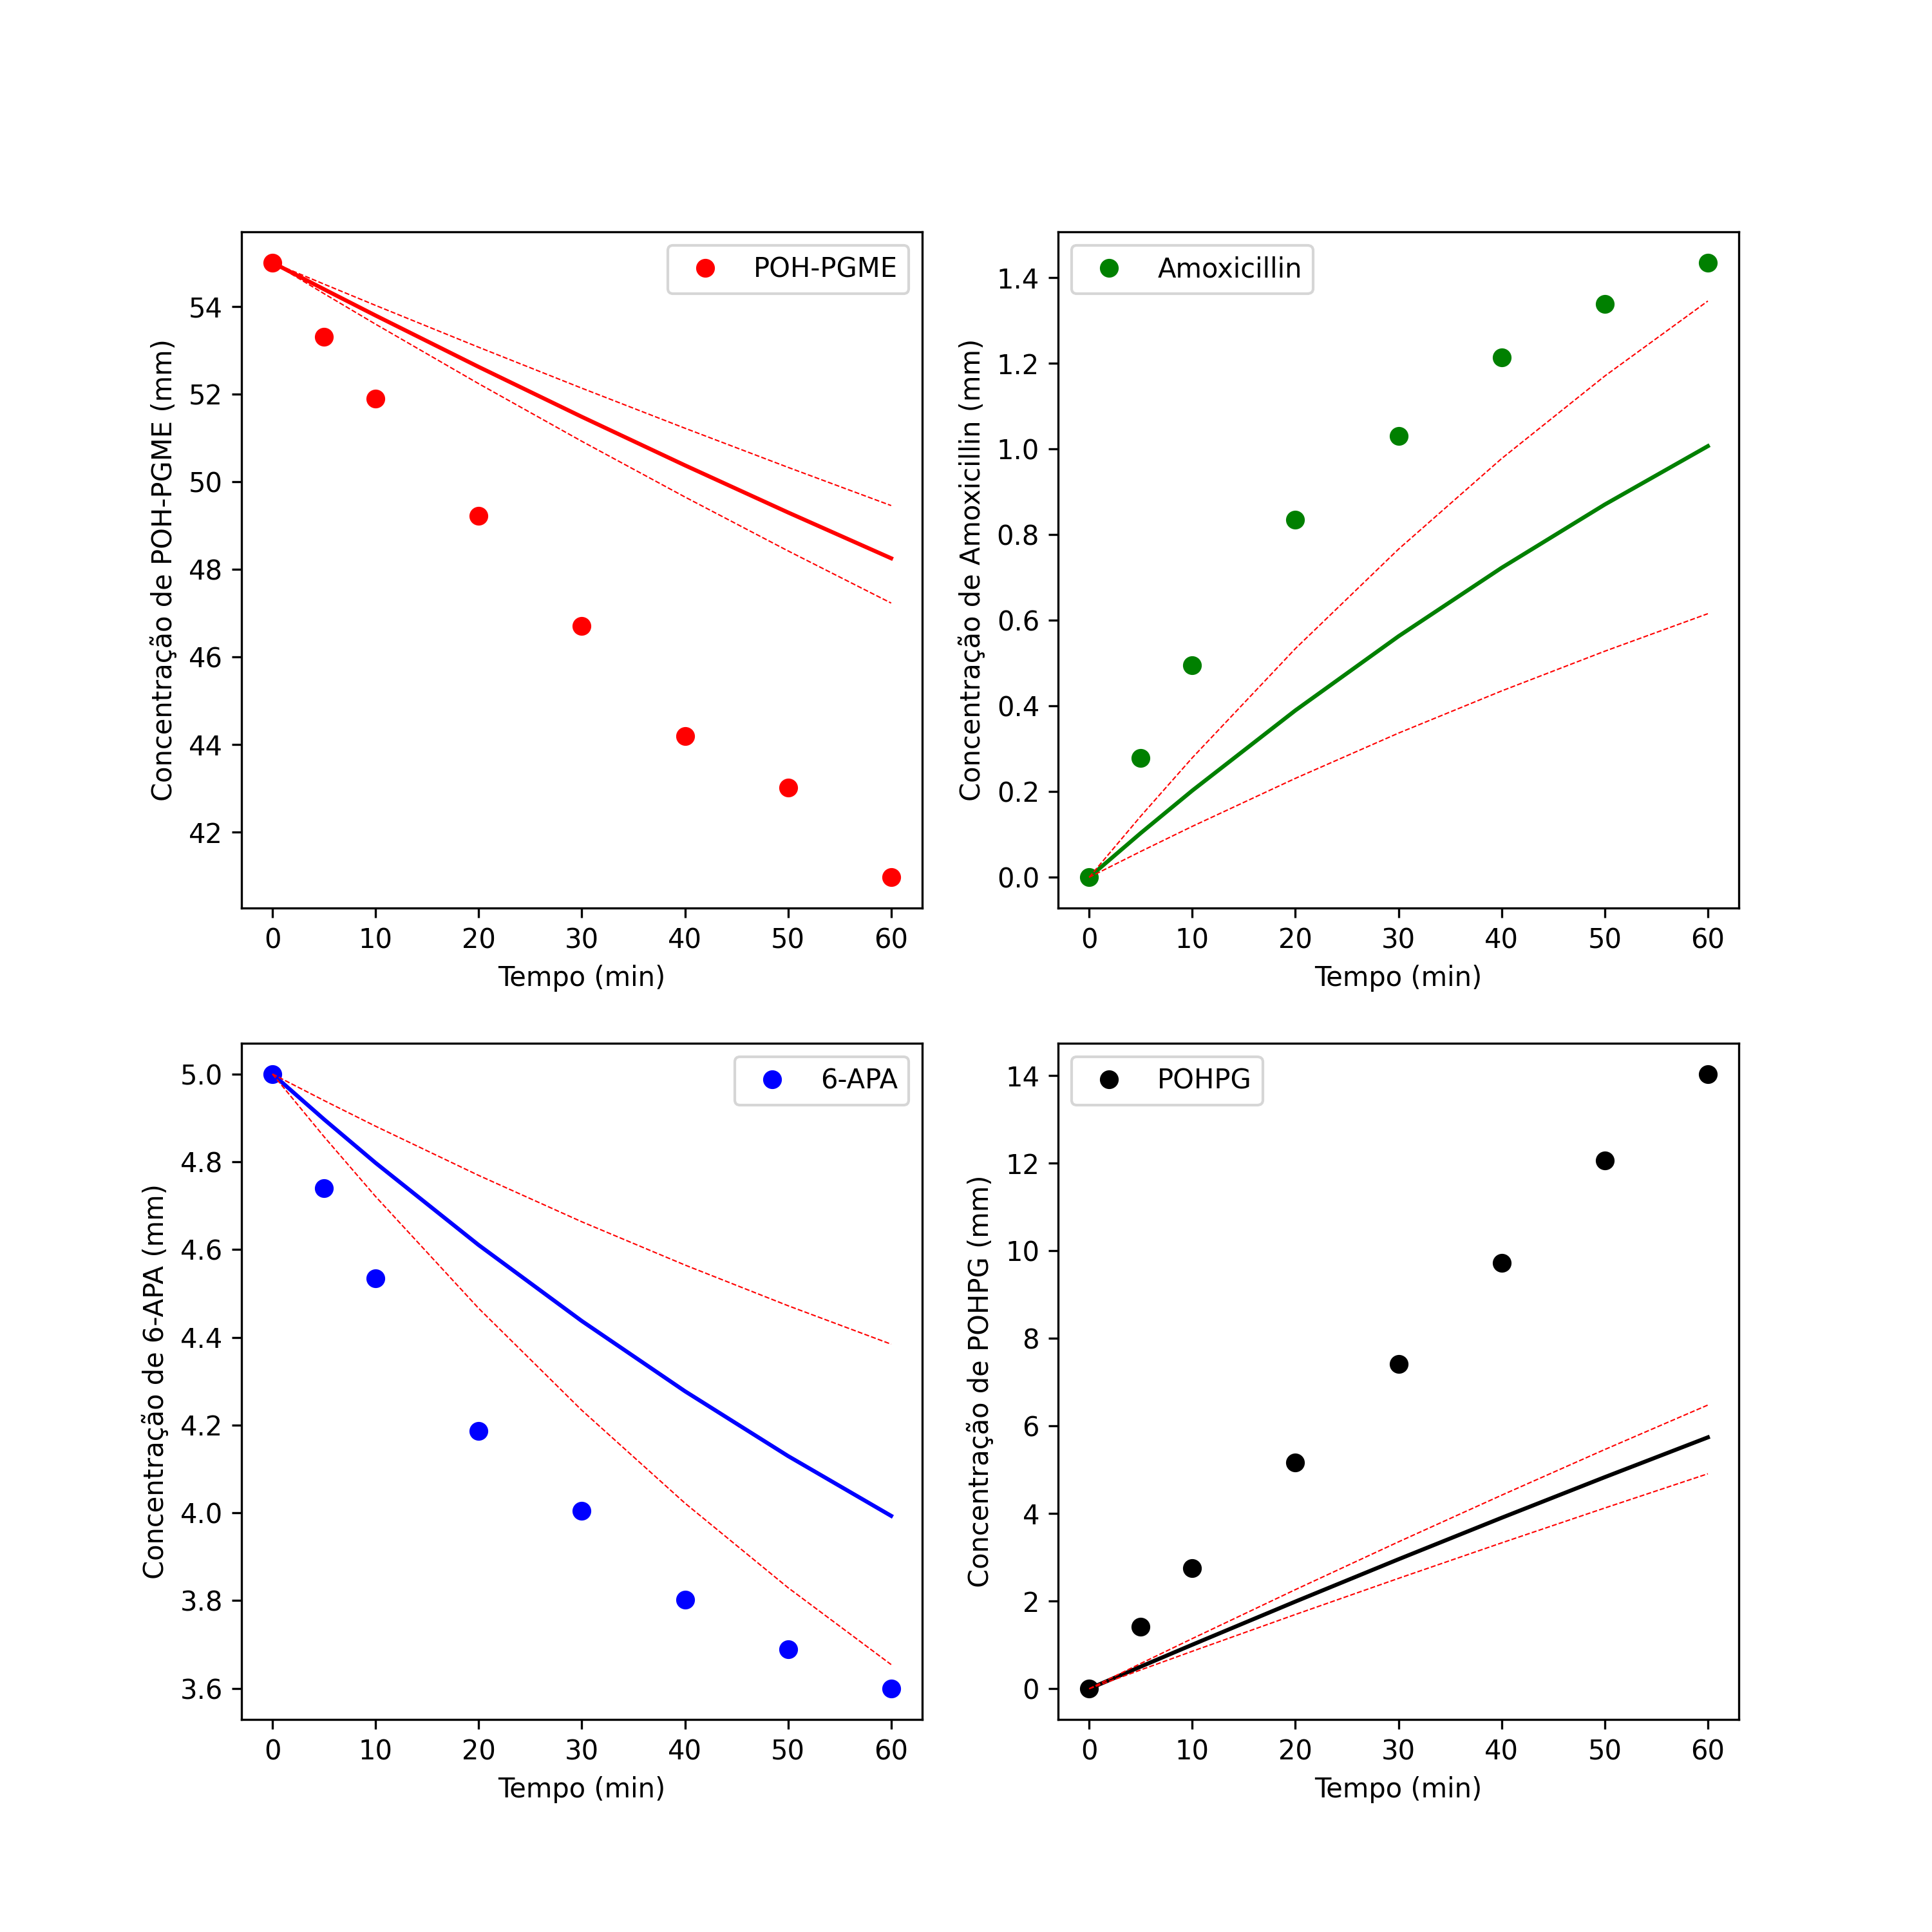 POH-PGME
Concentração de POH-PGME (mm)
54
52
50
48
46
44
42
0 10 20 30 40 50 60
Tempo (min)
Amoxicillin
Concentração de Amoxicillin (mm)
1.4
1.2
1.0
0.8
0.6
0.4
0.2
0.0
0 10 20 30 40 50 60
Tempo (min)
6-APA
Concentração de 6-APA (mm)
5.0
4.8
4.6
4.4
4.2
4.0
3.8
3.6
0 10 20 30 40 50 60
Tempo (min)
POHPG
Concentração de POHPG (mm)
14
12
10
8
6
4
2
0
0 10 20 30 40 50 60
Tempo (min)